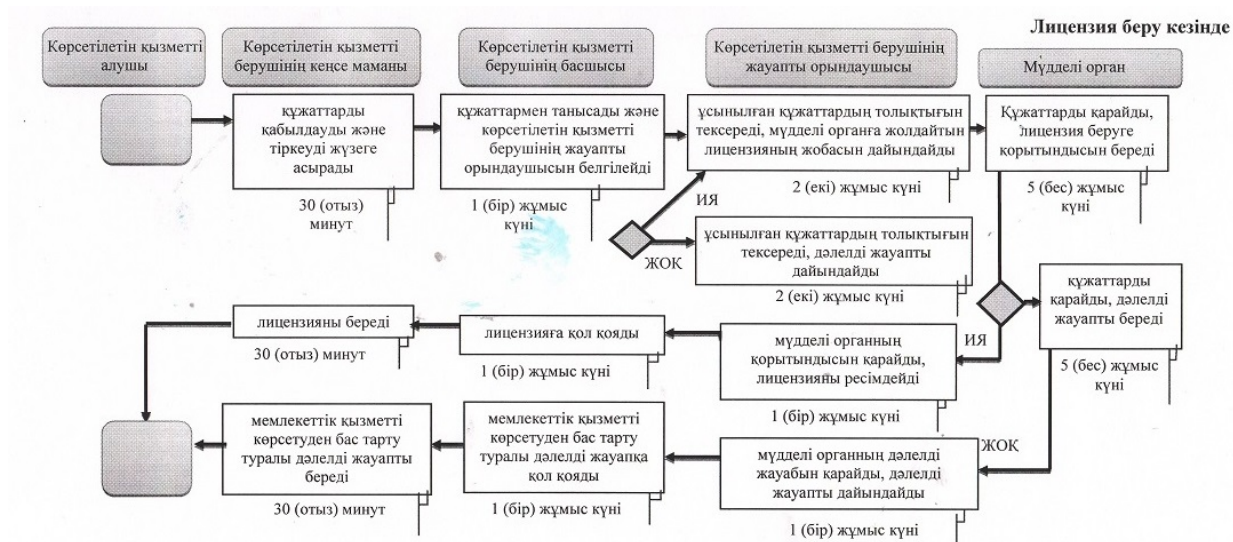 Лицензия беру кезінде
Көрсетілетін қызметті
алушы
Көрсетілетін қызметті
берушінің кеңсе маманы
Көрсетілетін қызметті
берушінің басшысы
Көрсетілетін қызметті берушінің
жауапты орындаушысы
Мүдделі орган
құжаттарды
қабылдауды және
тіркеуді жүзеге
асырады
30 (отыз)
минут
құжаттармен танысады және
көрсетілетін қызметті
берушінің жауапты
орындаушысын белгілейді
1 (бір) жұмыс
күні
ұсынылған құжаттардың толықтығын
тексереді, мүдделі органға жолдайтын
лицензияның жобасын дайындайды
2 (екі) жұмыс күні
Құжаттарды қарайды,
лицензия беруге
қорытындысын береді
5 (бес) жұмыс
күні
ИЯ
ЖОҚ
ұсынылған құжаттардың толықтығын
тексереді, дәлелді жауапты
дайындайды
2 (екі) жұмыс күні
құжаттарды
қарайды, дәлелді
жауапты береді
5 (бес) жұмыс
күні
лицензияны береді
30 (отыз) минут
лицензияға қол қояды
1 (бір) жұмыс күні
мүдделі органның
қорытындысын қарайды,
лицензияны ресімдейді
1 (бір) жұмыс күні
ИЯ
мемлекеттік қызметті
көрсетуден бас тарту
туралы дәлелді жауапты
береді
30 (отыз) минут
мемлекеттік қызметті
көрсетуден бас тарту
туралы дәлелді жауапқа
қол қояды
1 (бір) жұмыс күні
мүдделі органның дәлелді
жауабын қарайды, дәлелді
жауапты дайындайды
1 (бір) жұмыс күні
ЖОҚ